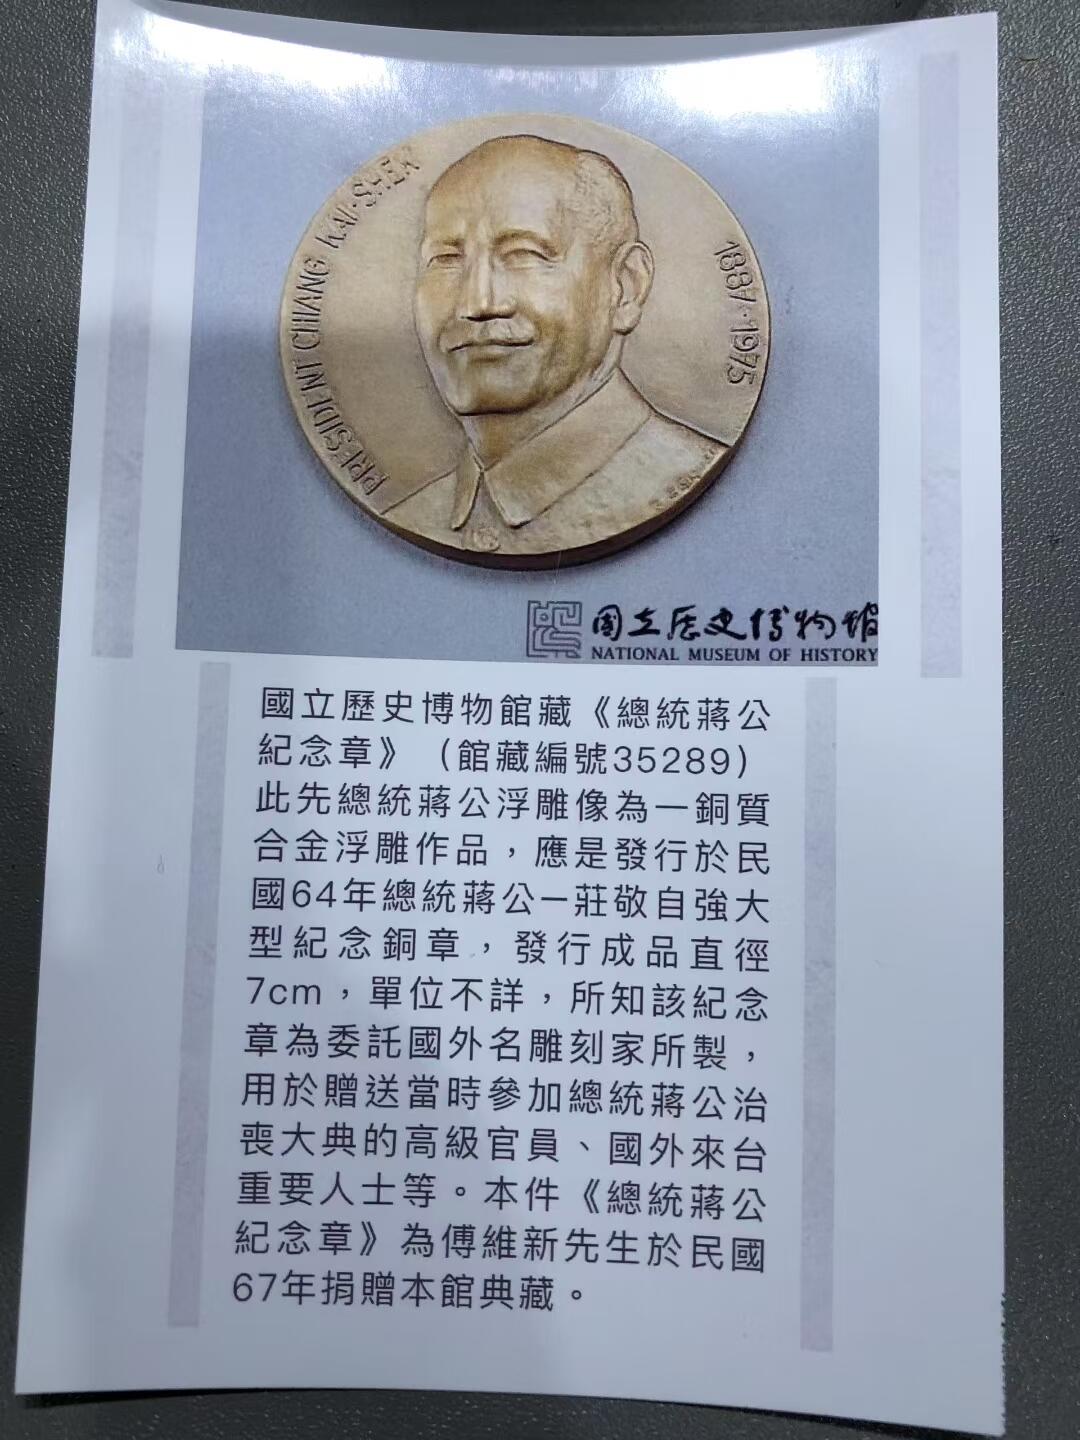 PRESIDENT CHIANG KAI-SHEK
1887·1975
國立歷史博物館
NATIONAL MUSEUM OF HISTORY
國立歷史博物館藏《總統蔣公
紀念章》（館藏編號35289）
此先總統蔣公浮雕像為一銅質
合金浮雕作品，應是發行於民
國64年總統蔣公－莊敬自強大
型紀念銅章，發行成品直徑
7cm，單位不詳，所知該紀念
章為委託國外名雕刻家所製，
用於贈送當時參加總統蔣公治
喪大典的高級官員、國外來台
重要人士等。本件《總統蔣公
紀念章》為傅維新先生於民國
67年捐贈本館典藏。